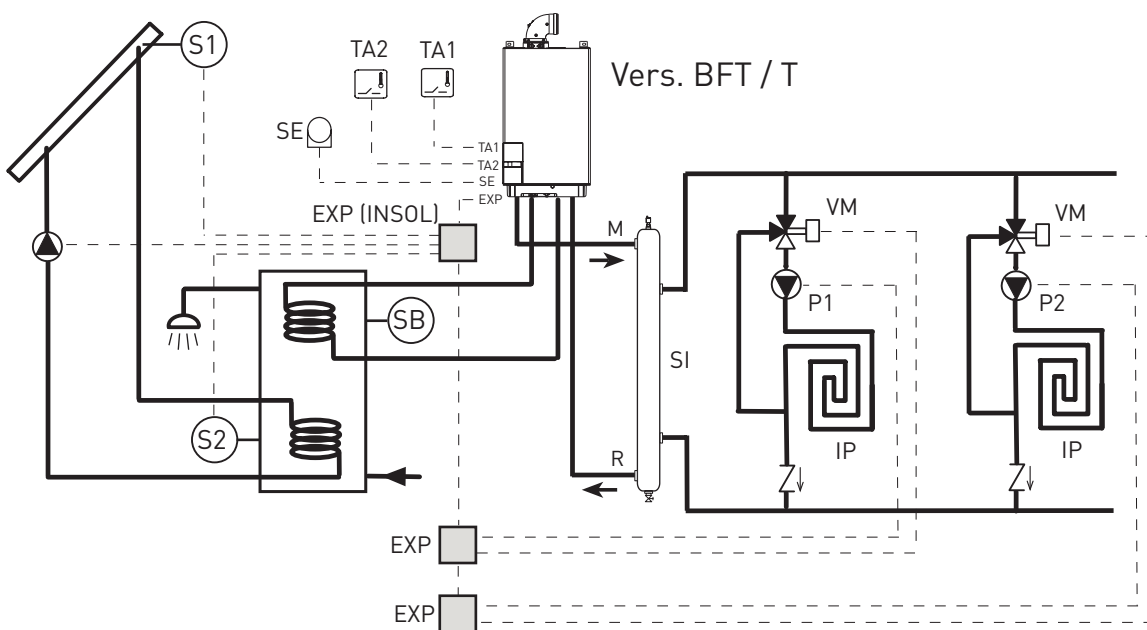 S1
TA2
TA1
Vers. BFT / T
SE
TA1
TA2
SE
EXP
EXP (INSOL)
M
VM
VM
P1
P2
SB
SI
S2
IP
IP
R
EXP
EXP